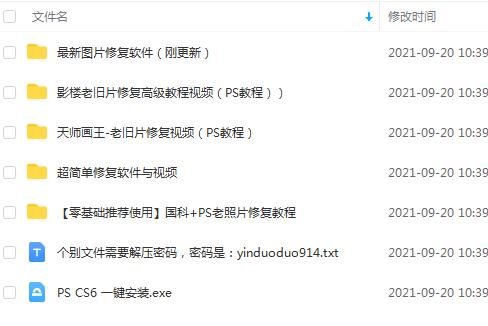 文件名 修改时间
最新图片修复软件（刚更新） 2021-09-20 10:39
影楼老旧片修复高级教程视频（PS教程）） 2021-09-20 10:39
天师画王-老旧片修复视频（PS教程） 2021-09-20 10:39
超简单修复软件与视频 2021-09-20 10:39
【零基础推荐使用】国科+PS老照片修复教程 2021-09-20 10:39
T 个别文件需要解压密码，密码是：yinduoduo914.txt 2021-09-20 10:39
PS CS6 一键安装.exe 2021-09-20 10:39